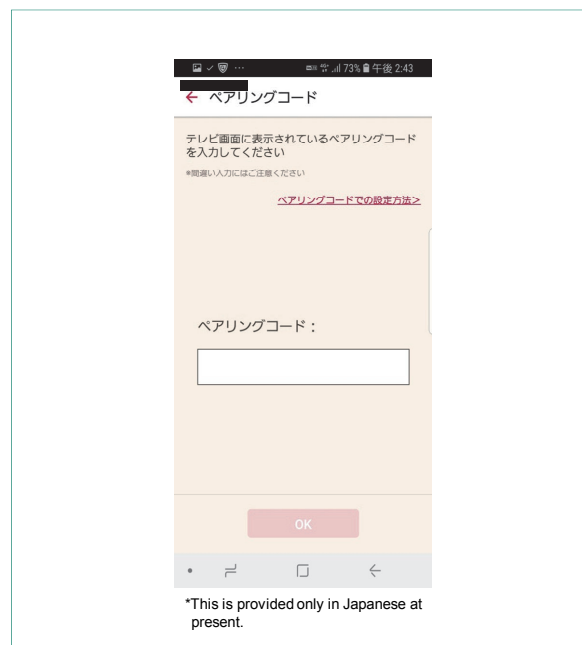 73% 午後 2:43
ペアリングコード
テレビ画面に表示されているペアリングコード
を入力してください
*間違い入力にはご注意ください
ペアリングコードでの設定方法>
ペアリングコード：
OK
*This is provided only in Japanese at
present.